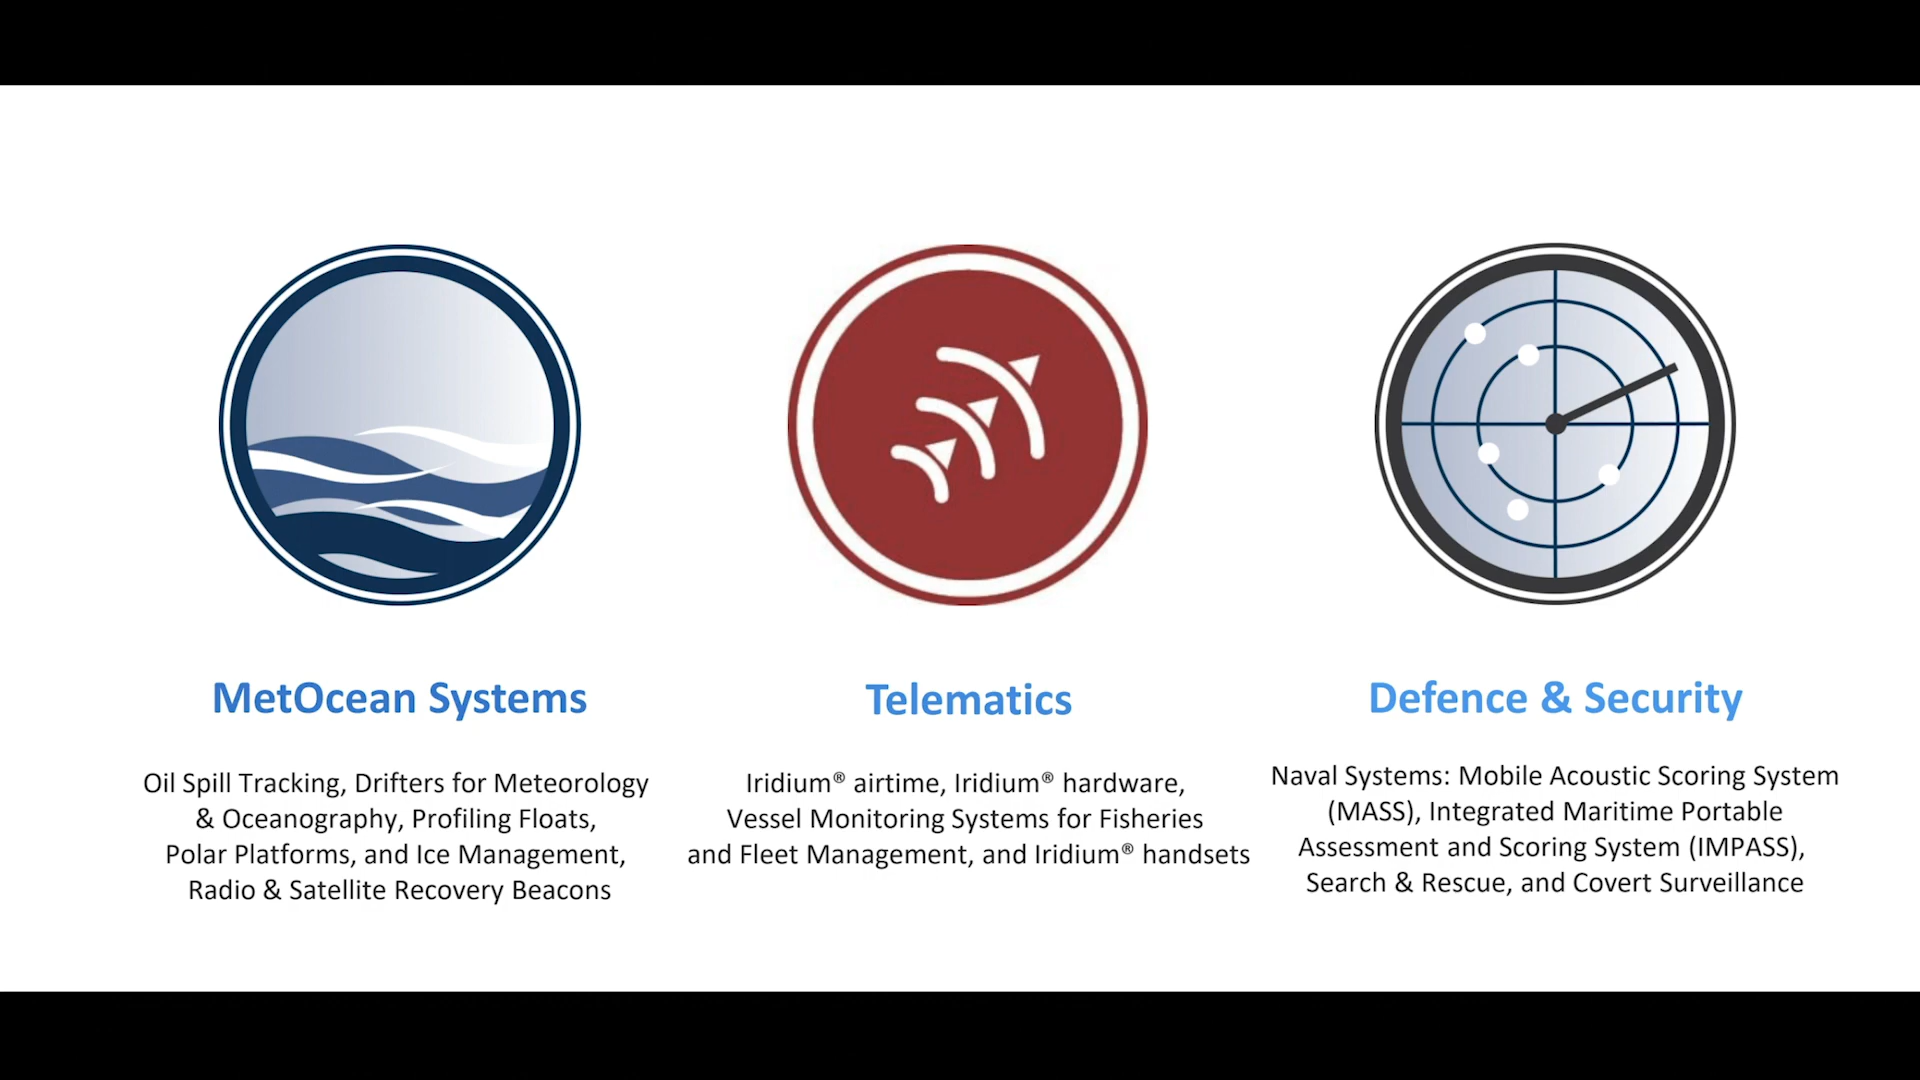 MetOcean Systems
Oil Spill Tracking, Drifters for Meteorology
& Oceanography, Profiling Floats,
Polar Platforms, and Ice Management,
Radio & Satellite Recovery Beacons
Telematics
Iridium® airtime, Iridium® hardware,
Vessel Monitoring Systems for Fisheries
and Fleet Management, and Iridium® handsets
Defence & Security
Naval Systems: Mobile Acoustic Scoring System
(MASS), Integrated Maritime Portable
Assessment and Scoring System (IMPASS),
Search & Rescue, and Covert Surveillance